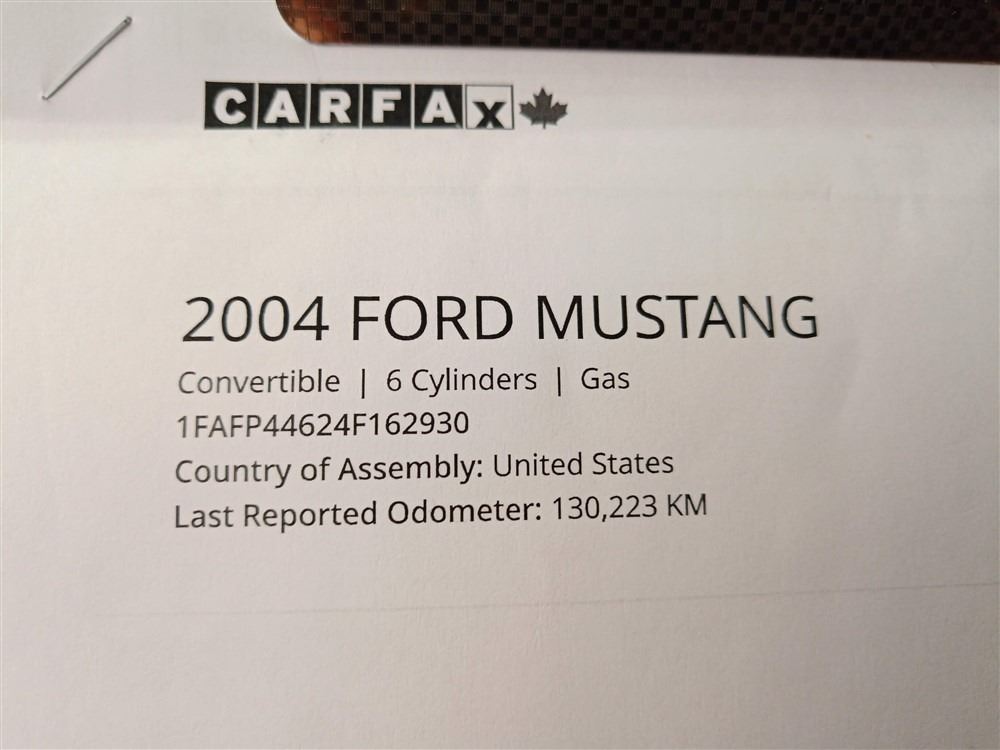 CARFAX
2004 FORD MUSTANG
Convertible | 6 Cylinders | Gas
1FAFP44624F162930
Country of Assembly: United States
Last Reported Odometer: 130,223 KM